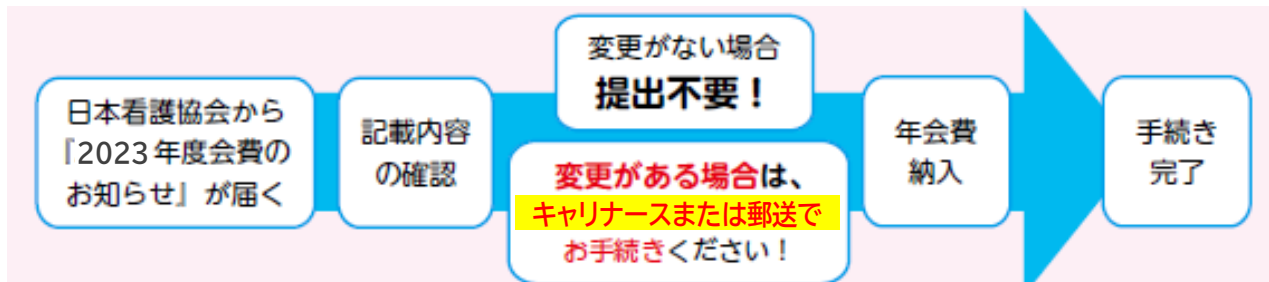 日本看護協会から
『2023年度会費の
お知らせ』が届く
記載内容
の確認
変更がない場合
提出不要！
変更がある場合は、
キャリナースまたは郵送で
お手続きください！
年会費
納入
手続き
完了